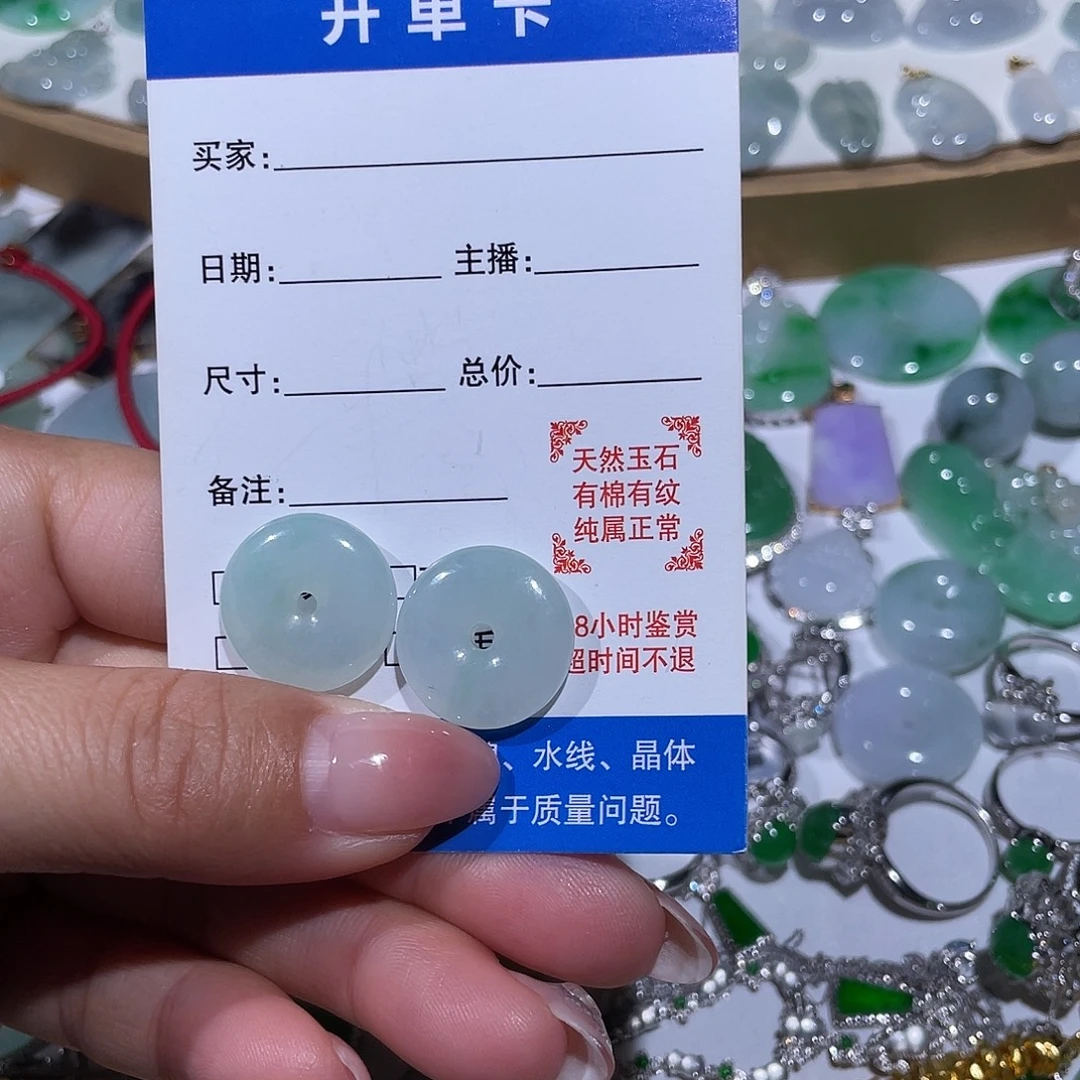 开单卡
买家:
日期:
主播:
尺寸:
总价:
备注:
天然玉石
有棉有纹
纯属正常
8小时鉴赏
超时间不退
、水线、晶体
属于质量问题。